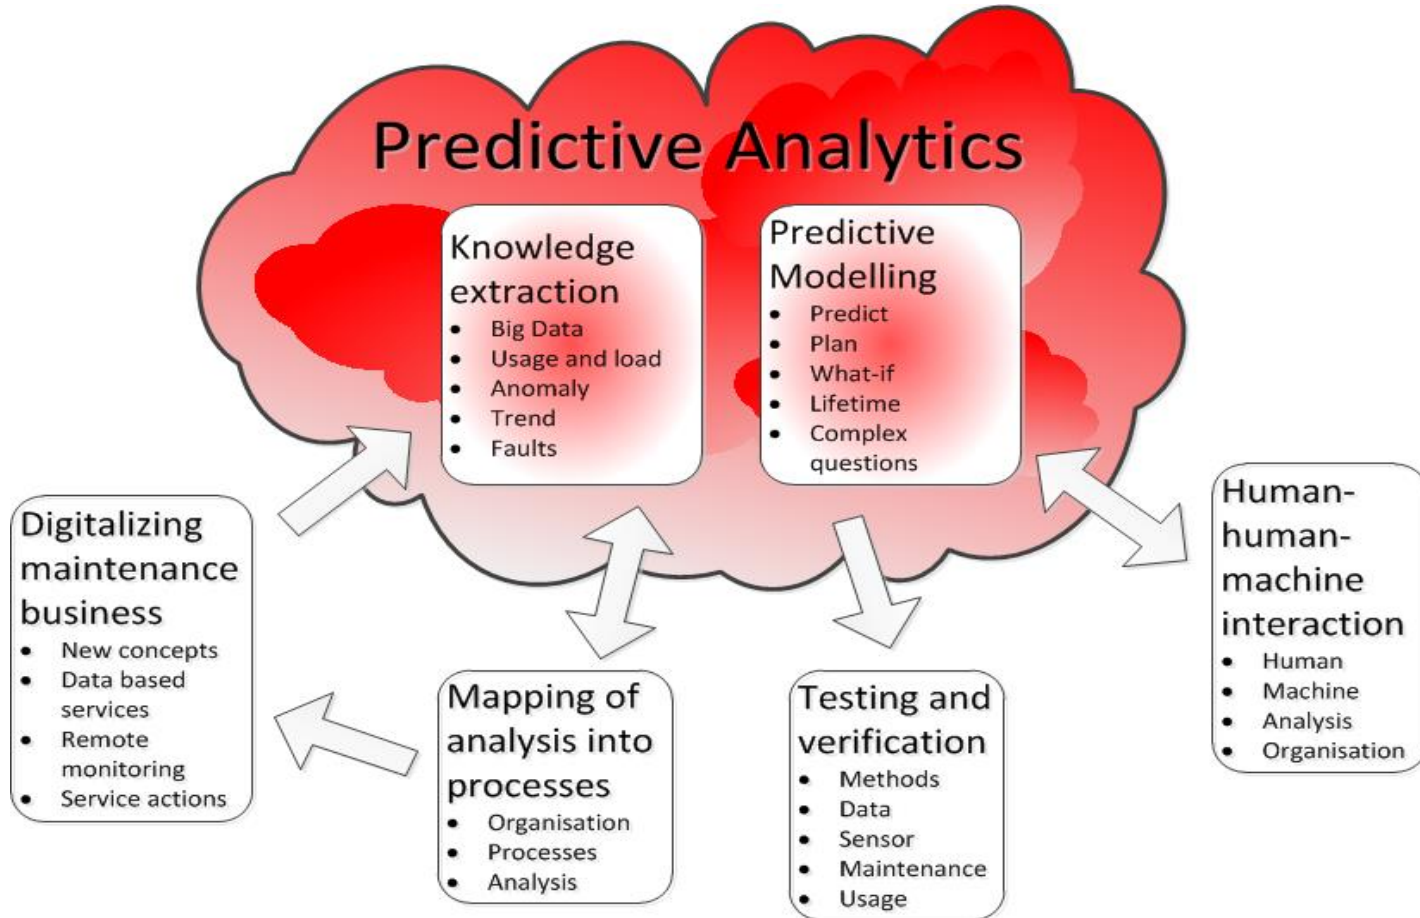 Predictive Analytics
Knowledge
extraction
• Big Data
• Usage and load
• Anomaly
• Trend
• Faults
Predictive
Modelling
• Predict
• Plan
• What-if
• Lifetime
• Complex
questions
Digitalizing
maintenance
business
• New concepts
• Data based
services
• Remote
monitoring
• Service actions
Mapping of
analysis into
processes
• Organisation
• Processes
• Analysis
Testing and
verification
• Methods
• Data
• Sensor
• Maintenance
• Usage
Human-
human-
machine
interaction
• Human
• Machine
• Analysis
• Organisation